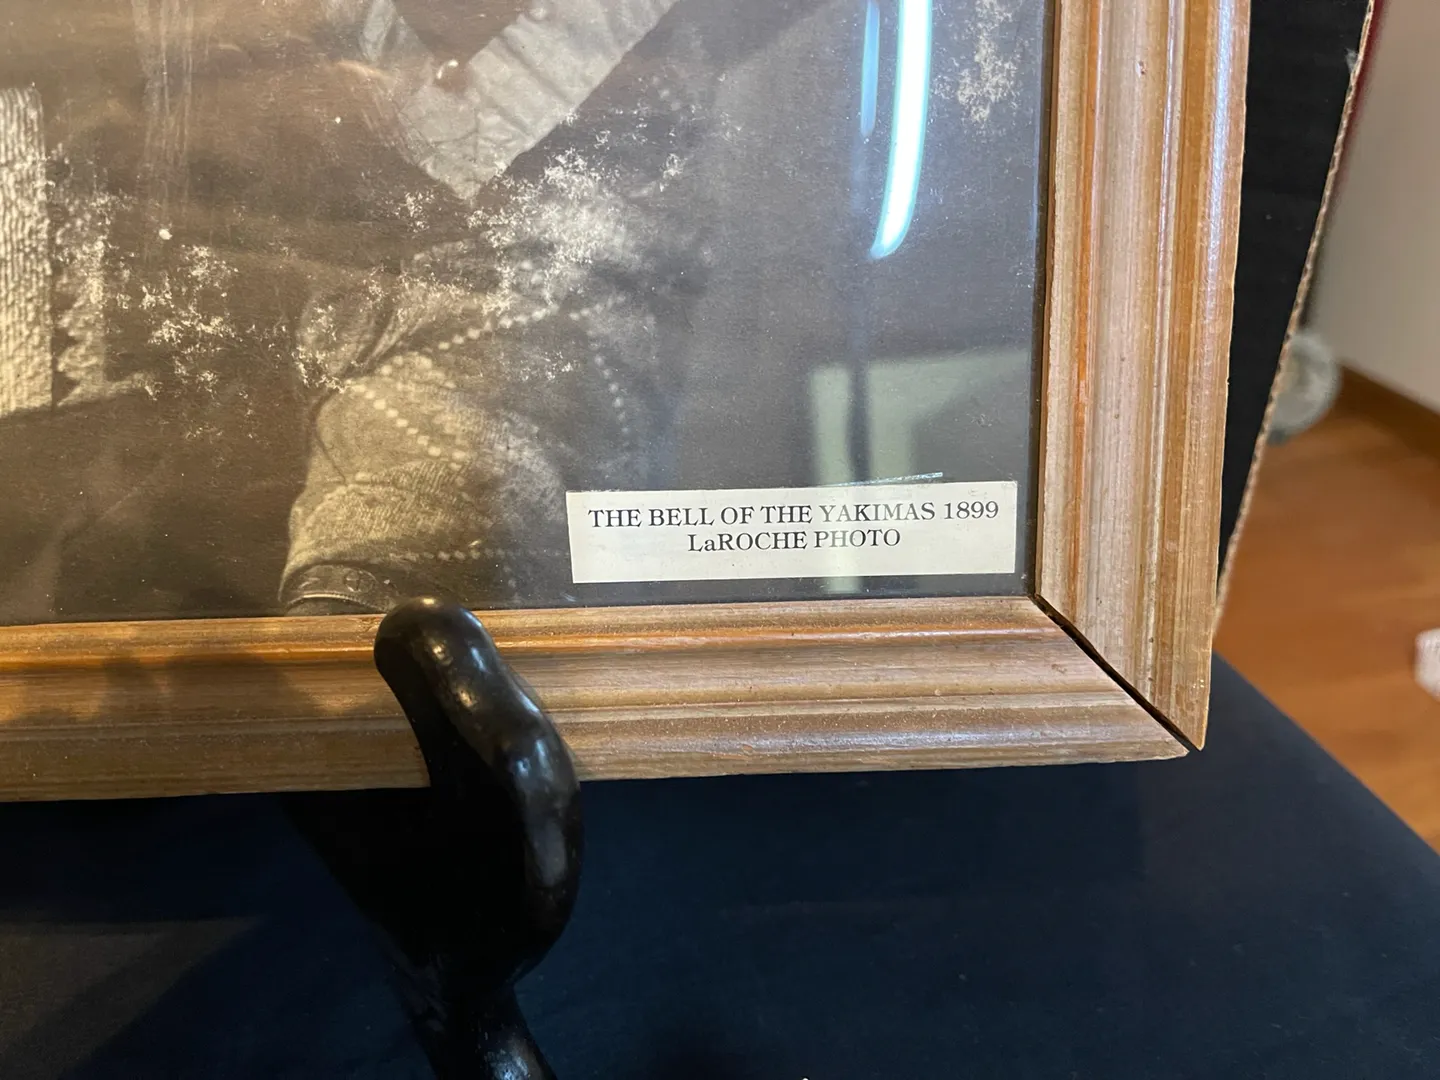 THE BELL OF THE YAKIMAS 1899
LaROCHE PHOTO